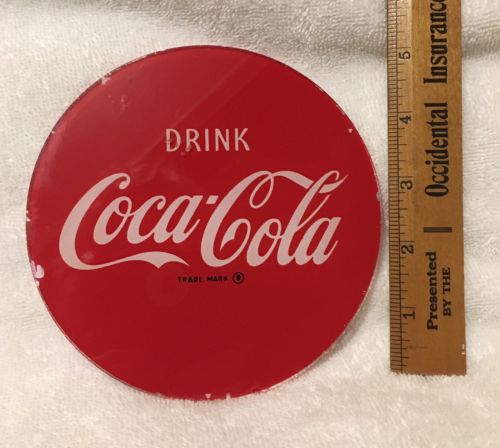 DRINK
Coca-Cola
TRADE MARK ®
1 2 3 4 5
Presented Occidental Insurance
BY THE